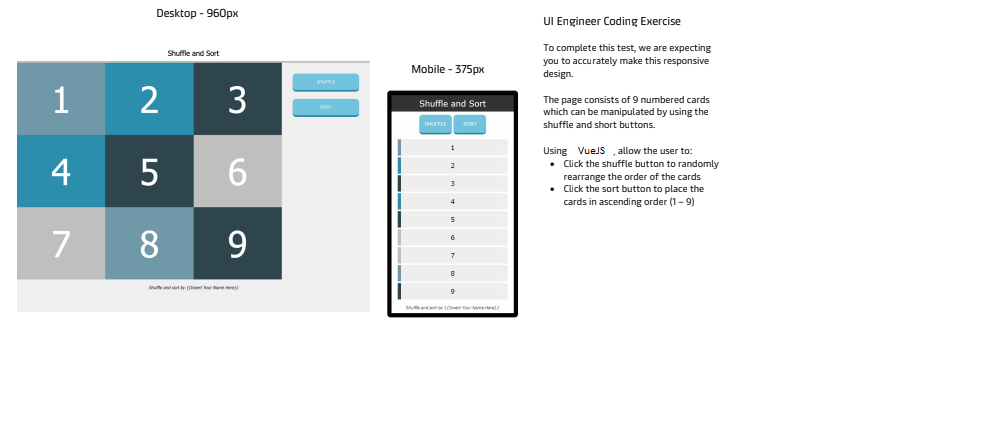 Desktop - 960px
Shuffle and Sort
1 2 3
4 5 6
7 8 9
SHUFFLE
SORT
Shuffle and sort by {{Insert Your Name Here}}
Mobile - 375px
Shuffle and Sort
SHUFFLE SORT
1
2
3
4
5
6
7
8
9
Shuffle and sort by {{Insert Your Name Here}}
UI Engineer Coding Exercise
To complete this test, we are expecting
you to accurately make this responsive
design.
The page consists of 9 numbered cards
which can be manipulated by using the
shuffle and short buttons.
Using VueJS , allow the user to:
• Click the shuffle button to randomly
rearrange the order of the cards
• Click the sort button to place the
cards in ascending order (1 – 9)